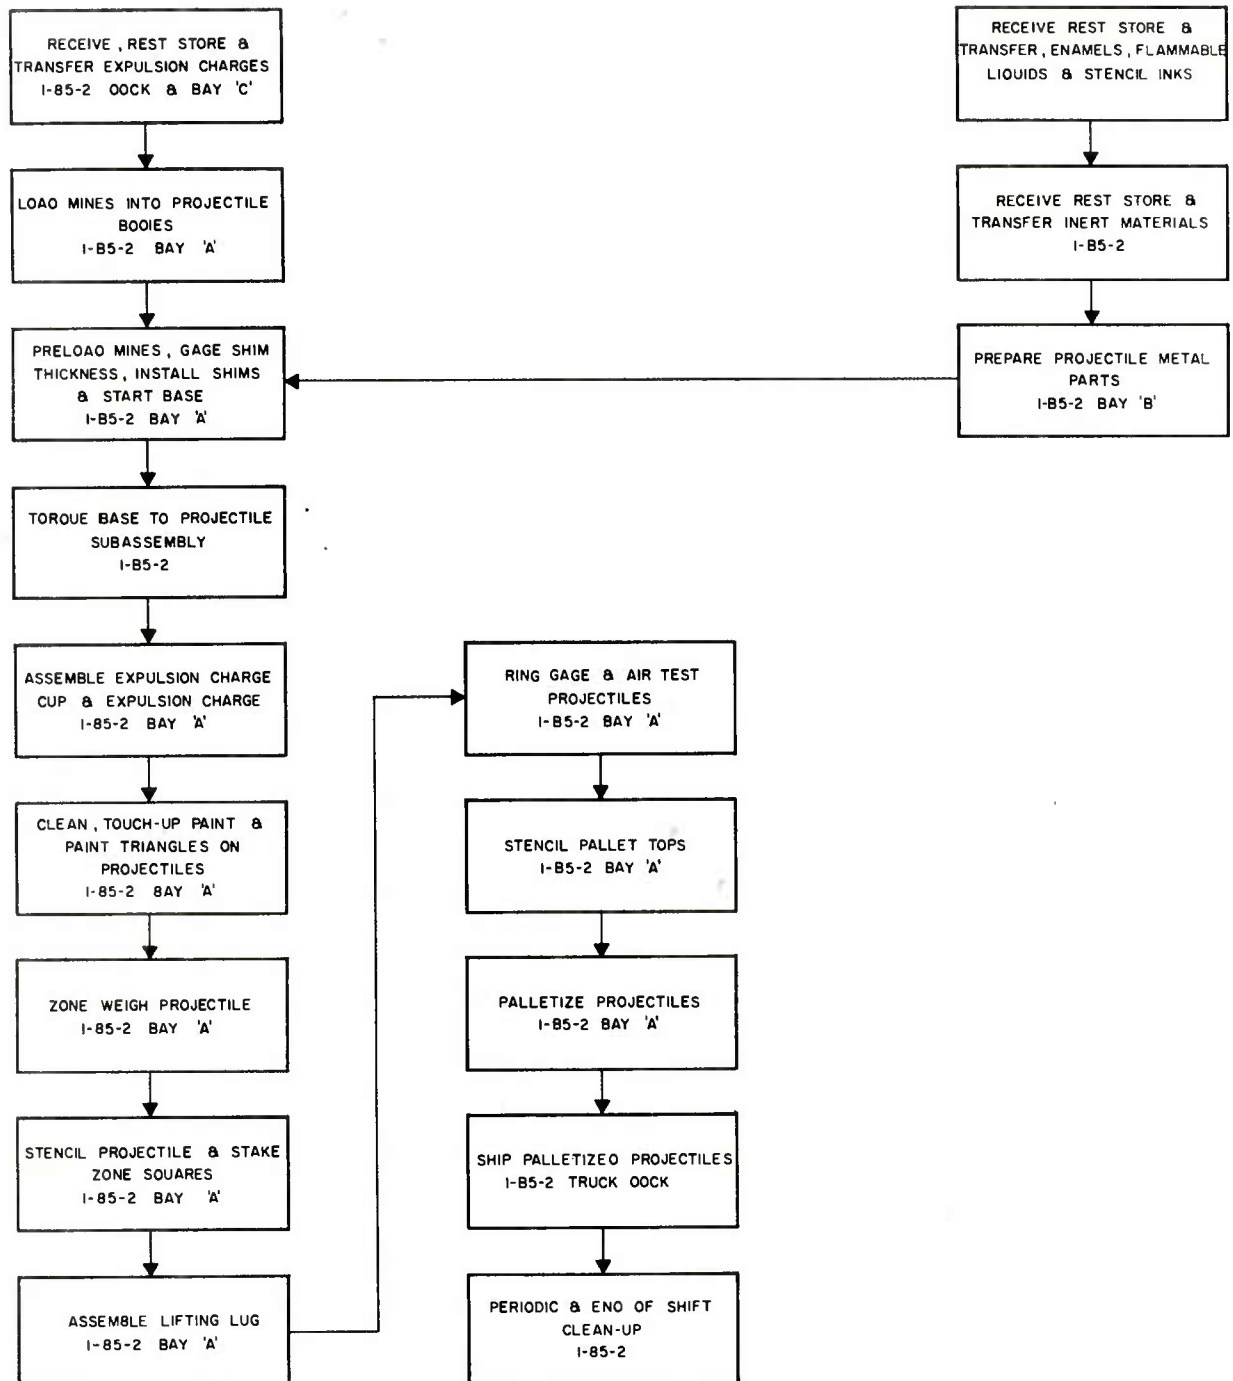 RECEIVE, REST STORE &
TRANSFER EXPULSION CHARGES
1-85-2 OOCK & BAY 'C'
LOAO MINES INTO PROJECTILE
BOOIES
1-B5-2 BAY 'A'
PRELOAO MINES, GAGE SHIM
THICKNESS, INSTALL SHIMS
& START BASE
1-B5-2 BAY 'A'
TOROUE BASE TO PROJECTILE
SUBASSEMBLY
1-B5-2
ASSEMBLE EXPULSION CHARGE
CUP & EXPULSION CHARGE
1-85-2 BAY 'A'
CLEAN, TOUCH-UP PAINT &
PAINT TRIANGLES ON
PROJECTILES
1-85-2 8AY 'A'
ZONE WEIGH PROJECTILE
1-85-2 BAY 'A'
STENCIL PROJECTILE & STAKE
ZONE SOUARES
1-85-2 BAY 'A'
ASSEM8LE LIFTING LUG
1-85-2 BAY 'A'
RING GAGE & AIR TEST
PROJECTILES
1-B5-2 BAY 'A'
STENCIL PALLET TOPS
1-B5-2 BAY 'A'
PALLETIZE PROJECTILES
1-B5-2 BAY 'A'
SHIP PALLETIZEO PROJECTILES
1-B5-2 TRUCK OOCK
PERIODIC & ENO OF SHIFT
CLEAN-UP
1-85-2
RECEIVE REST STORE &
TRANSFER, ENAMELS, FLAMMABLE
LIQUIDS & STENCIL INKS
RECEIVE REST STORE &
TRANSFER INERT MATERIALS
1-B5-2
PREPARE PROJECTILE METAL
PARTS
1-B5-2 BAY 'B'